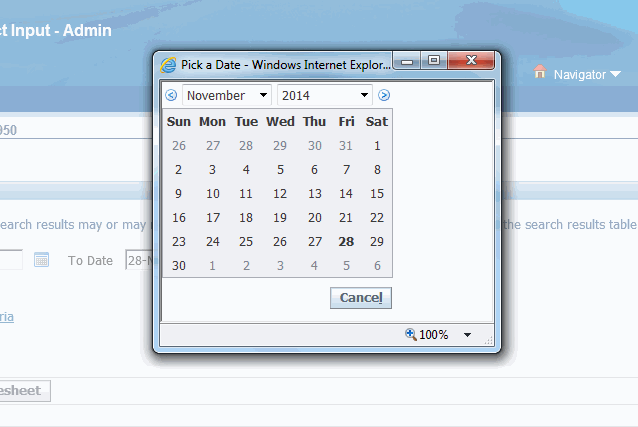 ct Input - Admin
Pick a Date - Windows Internet Explor...
Navigator
November 2014
950
Sun Mon Tue Wed Thu Fri Sat
26 27 28 29 30 31 1
2 3 4 5 6 7 8
9 10 11 12 13 14 15
16 17 18 19 20 21 22
earch results may or may the search results table
23 24 25 26 27 28 29
To Date 28-N
30 1 2 3 4 5 6
Cancel
ria
100%
esheet